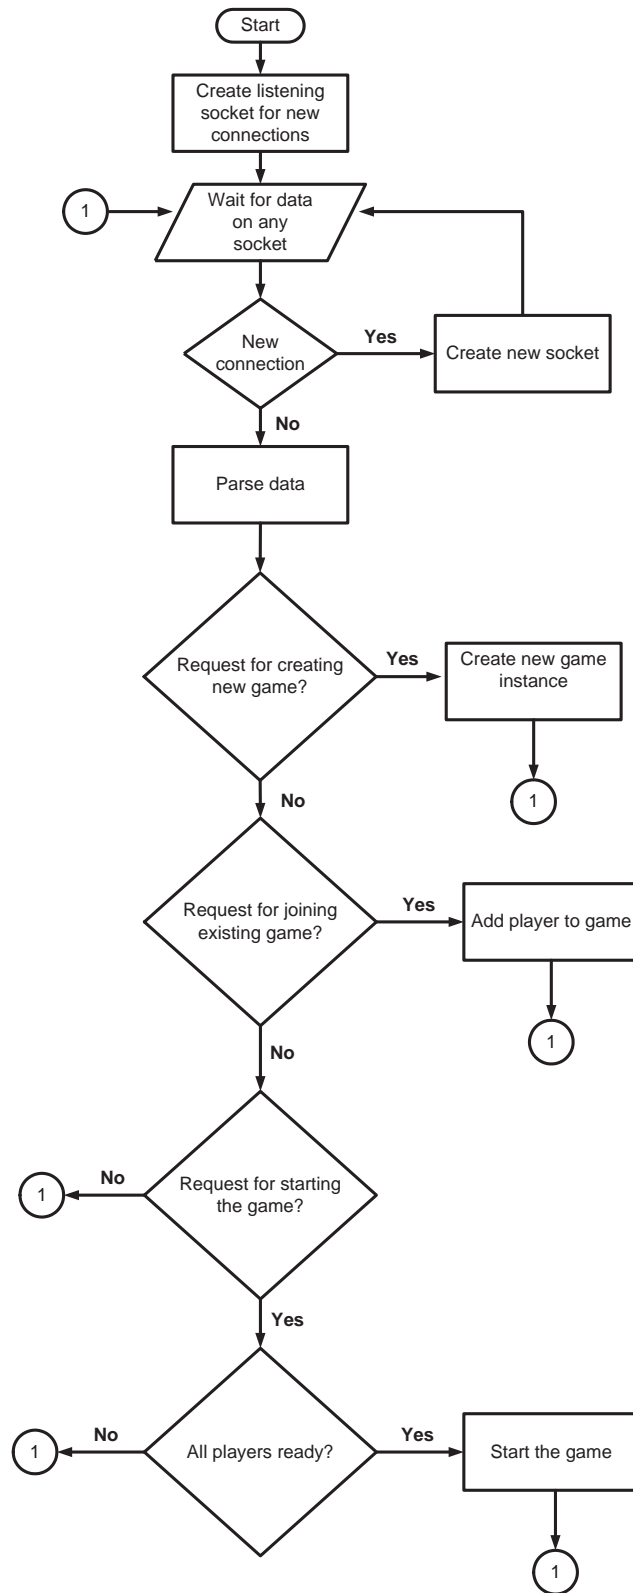 Start
Create listening
socket for new
connections
1
Wait for data
on any
socket
New
connection
Yes
Create new socket
No
Parse data
Request for creating
new game?
Yes
Create new game
instance
1
No
Request for joining
existing game?
Yes
Add player to game
1
No
Request for starting
the game?
No
1
Yes
All players ready?
No
1
Yes
Start the game
1